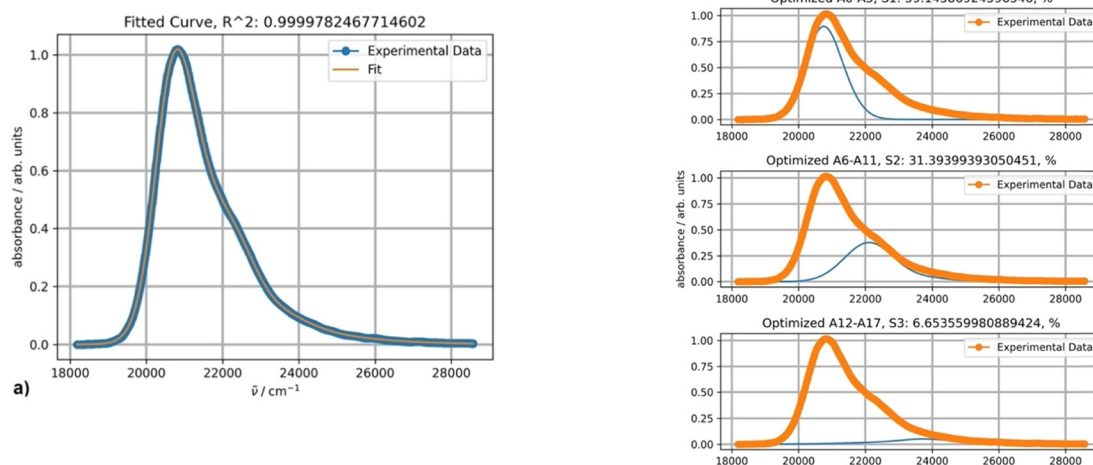 Fitted Curve, R^2: 0.9999782467714602
absorbance / arb. units
1.0
0.8
0.6
0.4
0.2
0.0
Experimental Data
Fit
18000 20000 22000 24000 26000 28000
ṽ / cm⁻¹
a)
1.00
0.75
0.50
0.25
0.00
Experimental Data
18000 20000 22000 24000 26000 28000
Optimized A6-A11, S2: 31.39399393050451, %
absorbance / arb. units
1.00
0.75
0.50
0.25
0.00
Experimental Data
18000 20000 22000 24000 26000 28000
Optimized A12-A17, S3: 6.653559980889424, %
1.00
0.75
0.50
0.25
0.00
Experimental Data
18000 20000 22000 24000 26000 28000